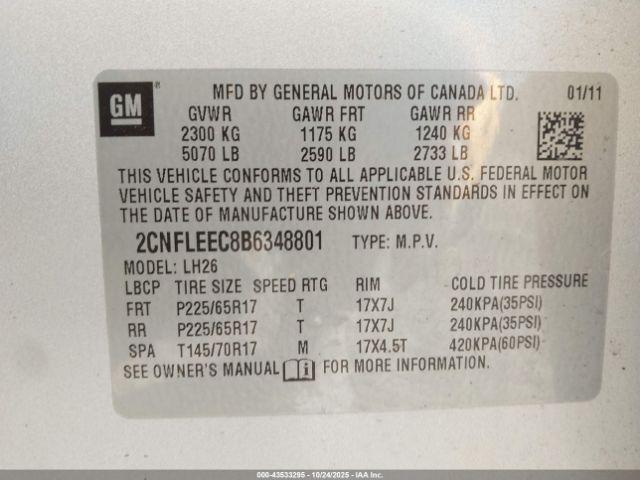 GM ®
MFD BY GENERAL MOTORS OF CANADA LTD. 01/11
GVWR GAWR FRT GAWR RR
2300 KG 1175 KG 1240 KG
5070 LB 2590 LB 2733 LB
THIS VEHICLE CONFORMS TO ALL APPLICABLE U.S. FEDERAL MOTOR
VEHICLE SAFETY AND THEFT PREVENTION STANDARDS IN EFFECT ON
THE DATE OF MANUFACTURE SHOWN ABOVE.
2CNFLEEC8B6348801 TYPE: M.P.V.
MODEL: LH26
LBCP TIRE SIZE SPEED RTG RIM COLD TIRE PRESSURE
FRT P225/65R17 T 17X7J 240KPA(35PSI)
RR P225/65R17 T 17X7J 240KPA(35PSI)
SPA T145/70R17 M 17X4.5T 420KPA(60PSI)
SEE OWNER'S MANUAL FOR MORE INFORMATION.
000-43533295 - 10/24/2025 - IAA Inc.